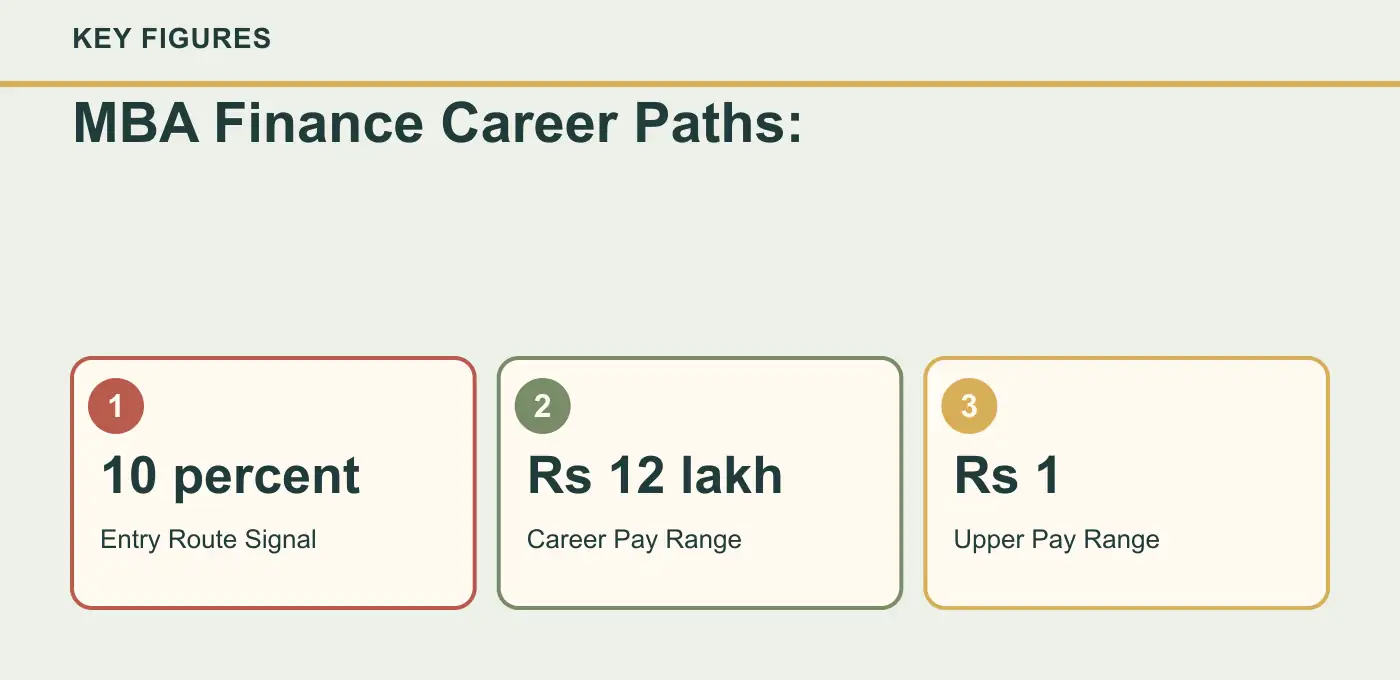 KEY FIGURES
MBA Finance Career Paths:
1
10 percent
Entry Route Signal
2
Rs 12 lakh
Career Pay Range
3
Rs 1
Upper Pay Range